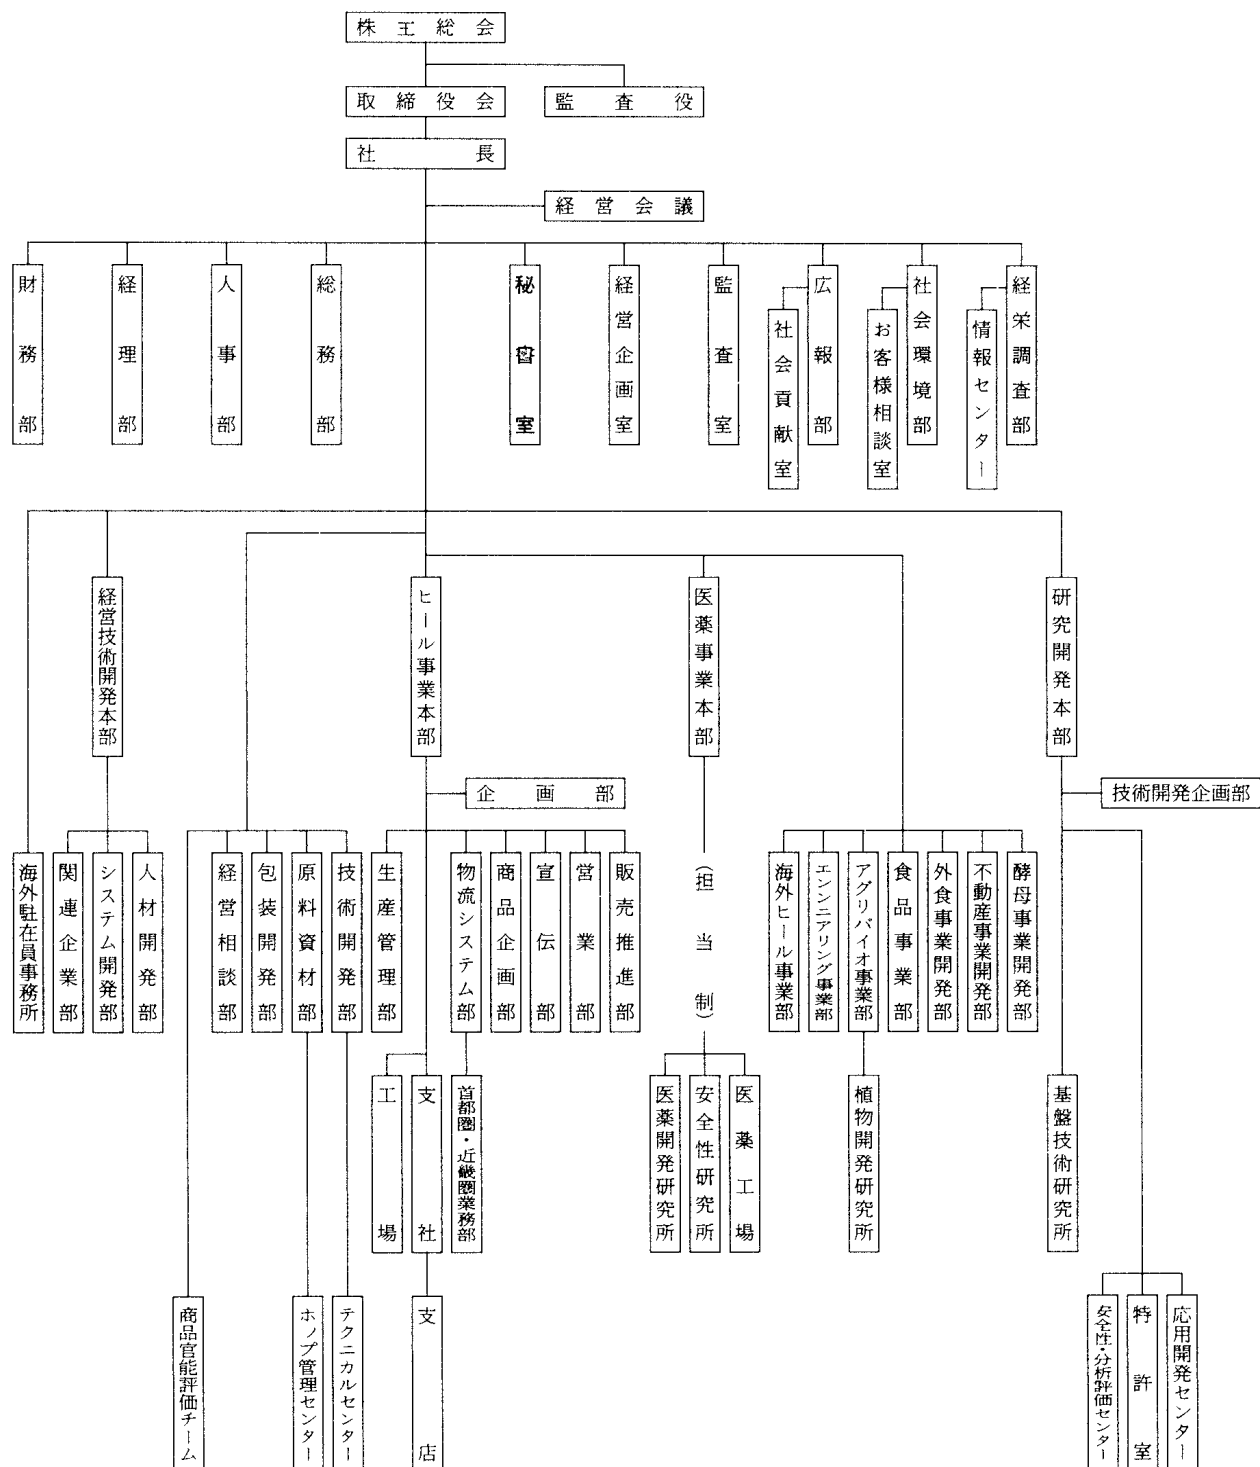 株主総会
取締役会
監査役
社長
経営会議
財務部
経理部
人事部
総務部
秘書室
経営企画室
監査室
広報部
社会貢献室
社会環境部
お客様相談室
経営調査部
情報センター
経営技術開発本部
ヒール事業本部
医薬事業本部
研究開発本部
企画部
技術開発企画部
海外駐在員事務所
関連企業部
システム開発部
人材開発部
経営相談部
包装開発部
原料資材部
技術開発部
生産管理部
物流システム部
商品企画部
宣伝部
営業部
販売推進部
(担当制)
海外ヒール事業部
エンンニアリング事業部
アグリバイオ事業部
食品事業部
外食事業開発部
不動産事業開発部
酵母事業開発部
工場
支社
首都圏・近畿圏業務部
医薬開発研究所
安全性研究所
医薬工場
植物開発研究所
基盤技術研究所
商品官能評価チーム
ホップ管理センター
テクニカルセンター
支店
安全性・分析評価センター
特許室
応用開発センター